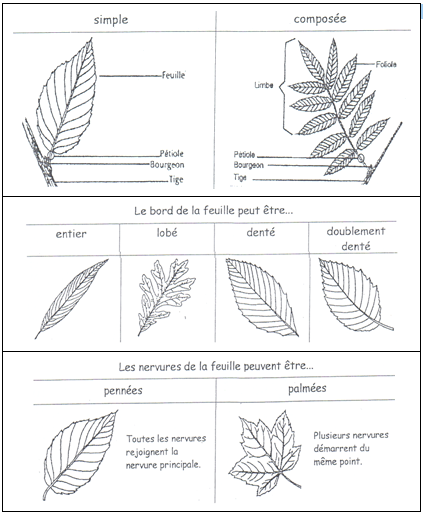 simple
composée
Feuille
Pétiole
Bourgeon
Tige
Foliole
Limbe
Pétiole
Bourgeon
Tige
Le bord de la feuille peut être...
entier
lobé
denté
doublement
denté
Les nervures de la feuille peuvent être...
pennées
palmées
Toutes les nervures
rejoignent la
nervure principale.
Plusieurs nervures
démarrent du
même point.